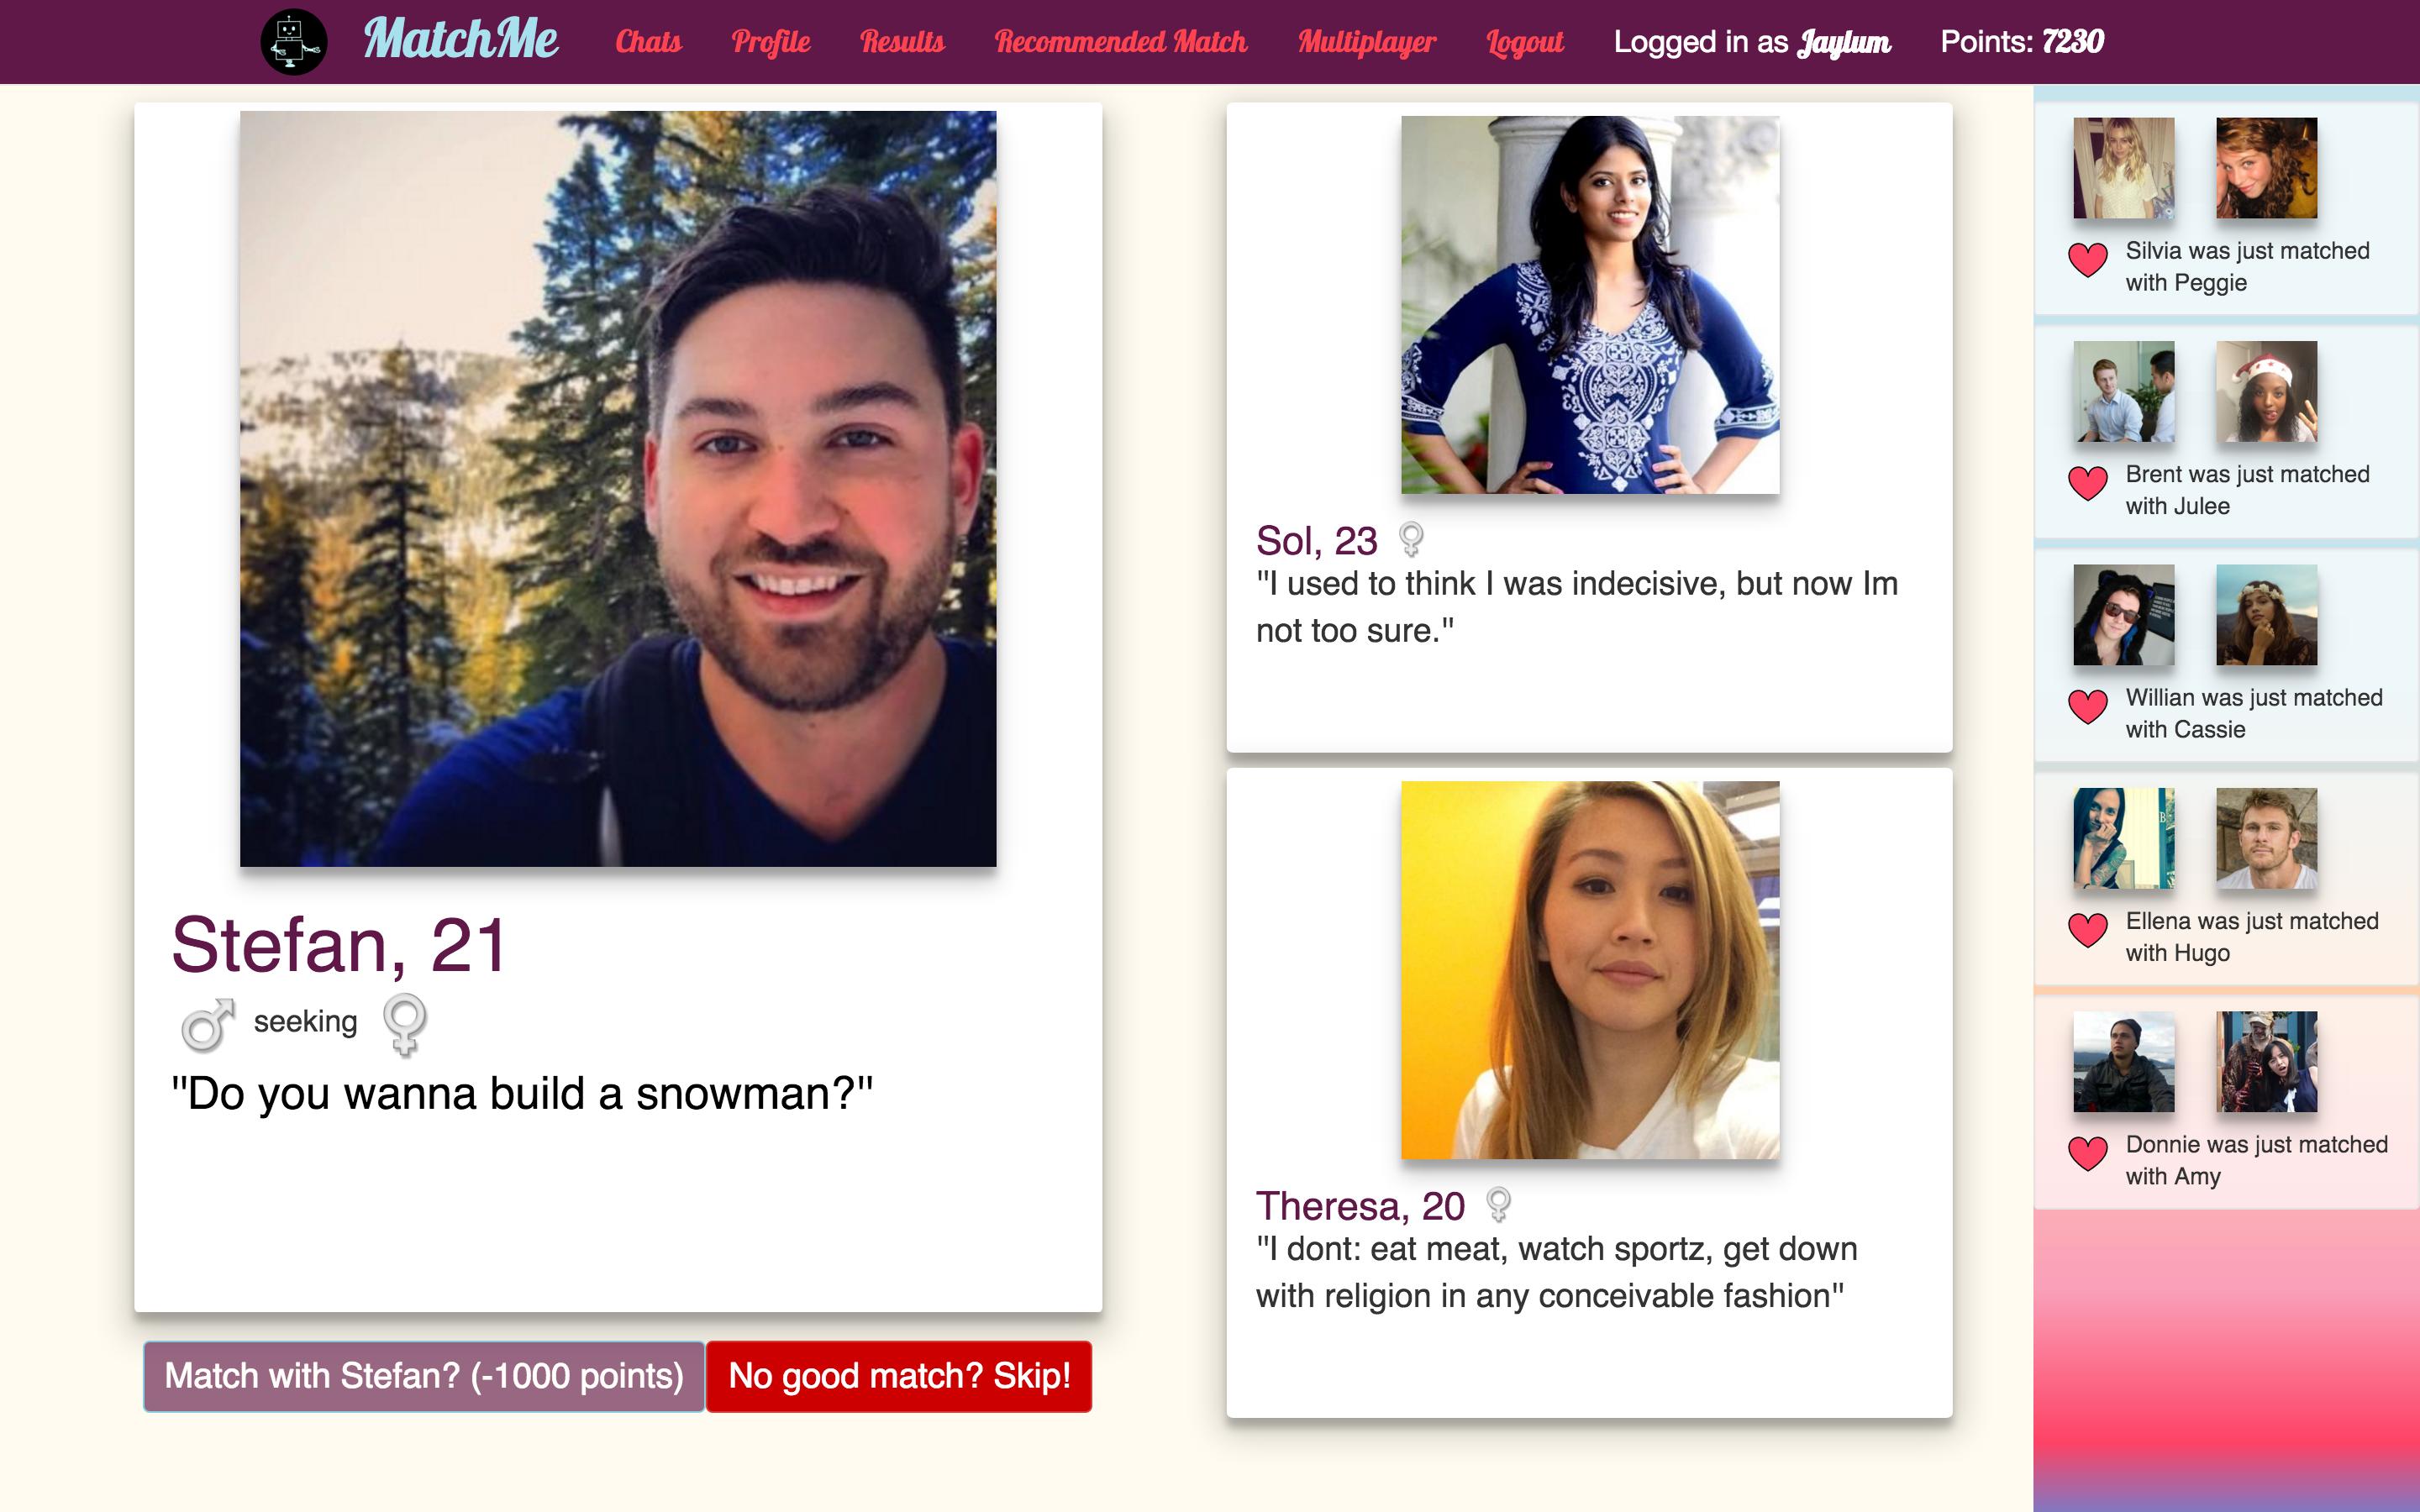 MatchMe Chats Profile Results Recommended Match Multiplayer Logout Logged in as Jaylum Points: 7230
Stefan, 21
seeking
"Do you wanna build a snowman?"
Match with Stefan? (-1000 points) No good match? Skip!
Sol, 23
"I used to think I was indecisive, but now Im
not too sure."
Theresa, 20
"I dont: eat meat, watch sportz, get down
with religion in any conceivable fashion"
Silvia was just matched
with Peggie
Brent was just matched
with Julee
Willian was just matched
with Cassie
Ellena was just matched
with Hugo
Donnie was just matched
with Amy